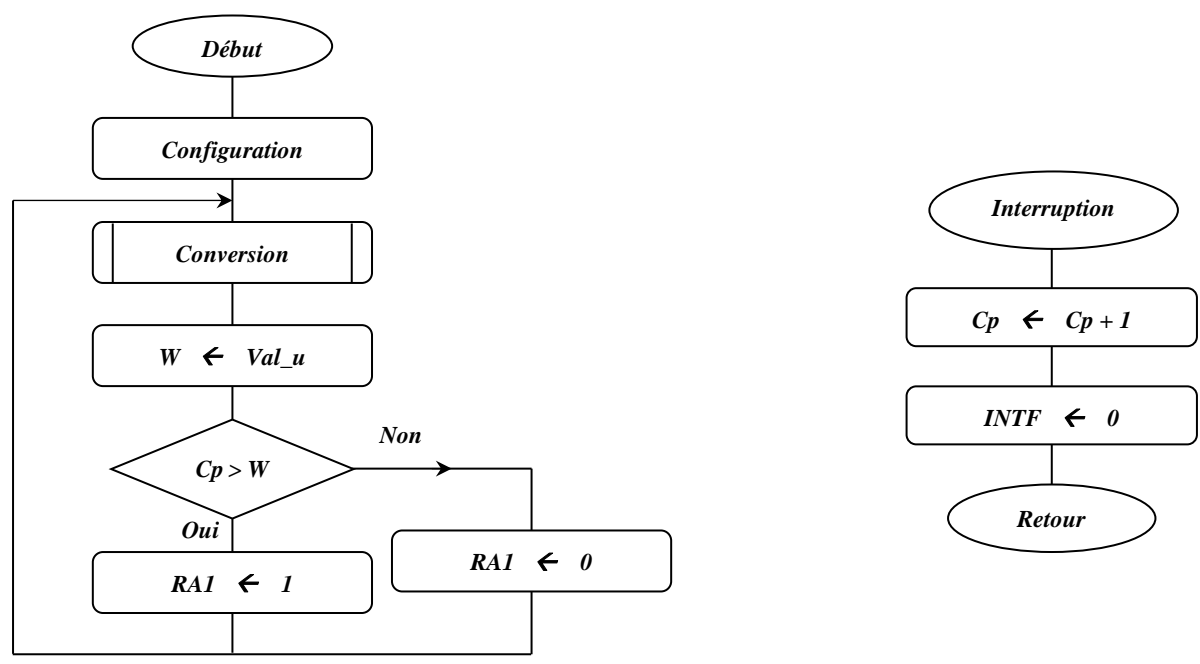 Début
Configuration
Conversion
W ← Val_u
Cp > W
Non
Oui
RA1 ← 1
RA1 ← 0
Interruption
Cp ← Cp + 1
INTF ← 0
Retour